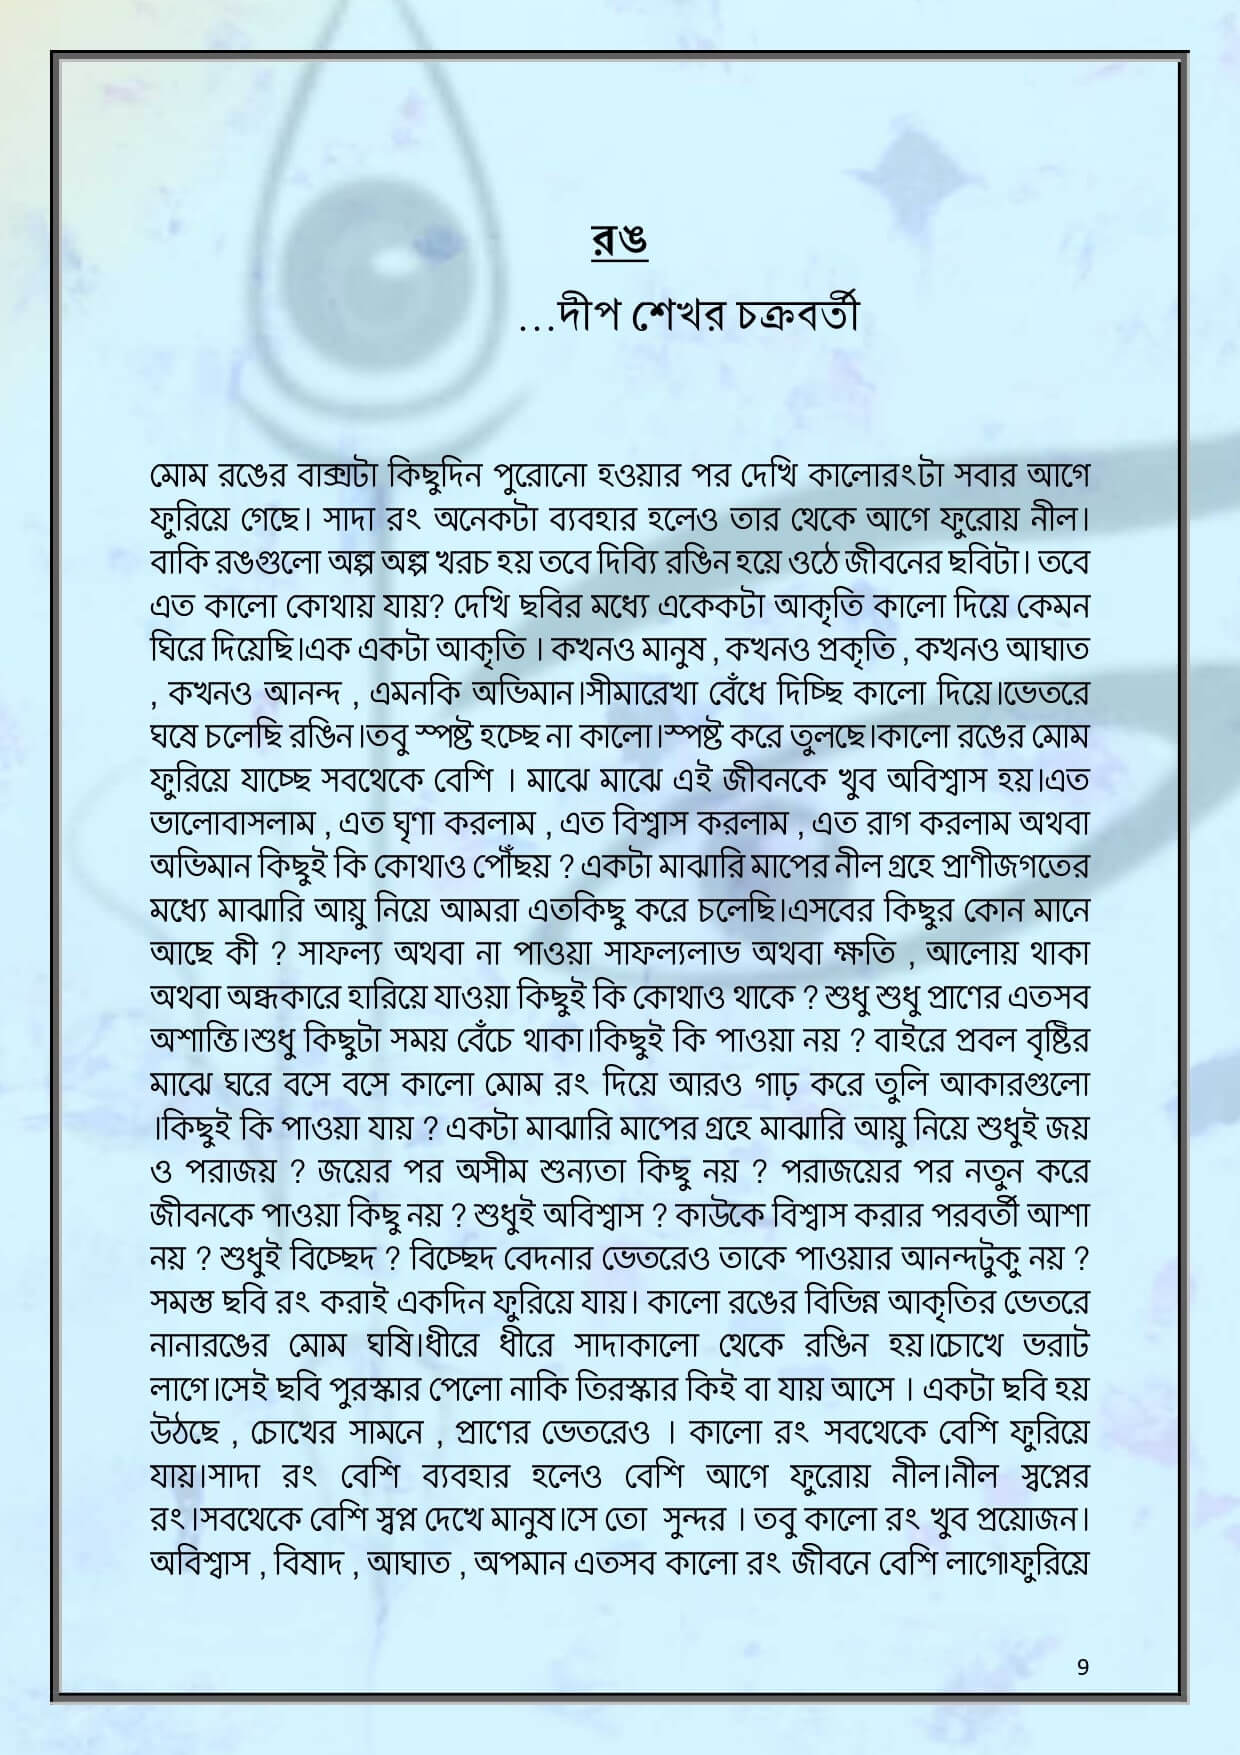 রঙ
...দীপ শেখর চক্রবর্তী
মোম রঙের বাক্সটা কিছুদিন পুরোনো হওয়ার পর দেখি কালোরংটা সবার আগে
ফুরিয়ে গেছে। সাদা রং অনেকটা ব্যবহার হলেও তার থেকে আগে ফুরোয় নীল।
বাকি রঙগুলো অল্প অল্প খরচ হয় তবে দিব্যি রঙিন হয়ে ওঠে জীবনের ছবিটা। তবে
এত কালো কোথায় যায়? দেখি ছবির মধ্যে একেকটা আকৃতি কালো দিয়ে কেমন
ঘিরে দিয়েছি।এক একটা আকৃতি । কখনও মানুষ , কখনও প্রকৃতি , কখনও আঘাত
, কখনও আনন্দ , এমনকি অভিমান।সীমারেখা বেঁধে দিচ্ছি কালো দিয়ে।ভেতরে
ঘষে চলেছি রঙিন।তবু স্পষ্ট হচ্ছে না কালো।স্পষ্ট করে তুলছে।কালো রঙের মোম
ফুরিয়ে যাচ্ছে সবথেকে বেশি । মাঝে মাঝে এই জীবনকে খুব অবিশ্বাস হয়।এত
ভালোবাসলাম , এত ঘৃণা করলাম , এত বিশ্বাস করলাম , এত রাগ করলাম অথবা
অভিমান কিছুই কি কোথাও পৌঁছয় ? একটা মাঝারি মাপের নীল গ্রহে প্রাণীজগতের
মধ্যে মাঝারি আয়ু নিয়ে আমরা এতকিছু করে চলেছি।এসবের কিছুর কোন মানে
আছে কী ? সাফল্য অথবা না পাওয়া সাফল্যলাভ অথবা ক্ষতি , আলোয় থাকা
অথবা অন্ধকারে হারিয়ে যাওয়া কিছুই কি কোথাও থাকে ? শুধু শুধু প্রাণের এতসব
অশান্তি।শুধু কিছুটা সময় বেঁচে থাকা।কিছুই কি পাওয়া নয় ? বাইরে প্রবল বৃষ্টির
মাঝে ঘরে বসে বসে কালো মোম রং দিয়ে আরও গাঢ় করে তুলি আকারগুলো
।কিছুই কি পাওয়া যায় ? একটা মাঝারি মাপের গ্রহে মাঝারি আয়ু নিয়ে শুধুই জয়
ও পরাজয় ? জয়ের পর অসীম শুন্যতা কিছু নয় ? পরাজয়ের পর নতুন করে
জীবনকে পাওয়া কিছু নয় ? শুধুই অবিশ্বাস ? কাউকে বিশ্বাস করার পরবর্তী আশা
নয় ? শুধুই বিচ্ছেদ ? বিচ্ছেদ বেদনার ভেতরেও তাকে পাওয়ার আনন্দটুকু নয় ?
সমস্ত ছবি রং করাই একদিন ফুরিয়ে যায়। কালো রঙের বিভিন্ন আকৃতির ভেতরে
নানারঙের মোম ঘষি।ধীরে ধীরে সাদাকালো থেকে রঙিন হয়।চোখে ভরাট
লাগে।সেই ছবি পুরস্কার পেলো নাকি তিরস্কার কিই বা যায় আসে । একটা ছবি হয়
উঠছে , চোখের সামনে , প্রাণের ভেতরেও । কালো রং সবথেকে বেশি ফুরিয়ে
যায়।সাদা রং বেশি ব্যবহার হলেও বেশি আগে ফুরোয় নীল।নীল স্বপ্নের
রং।সবথেকে বেশি স্বপ্ন দেখে মানুষ।সে তো সুন্দর । তবু কালো রং খুব প্রয়োজন।
অবিশ্বাস , বিষাদ , আঘাত , অপমান এতসব কালো রং জীবনে বেশি লাগে।ফুরিয়ে
9